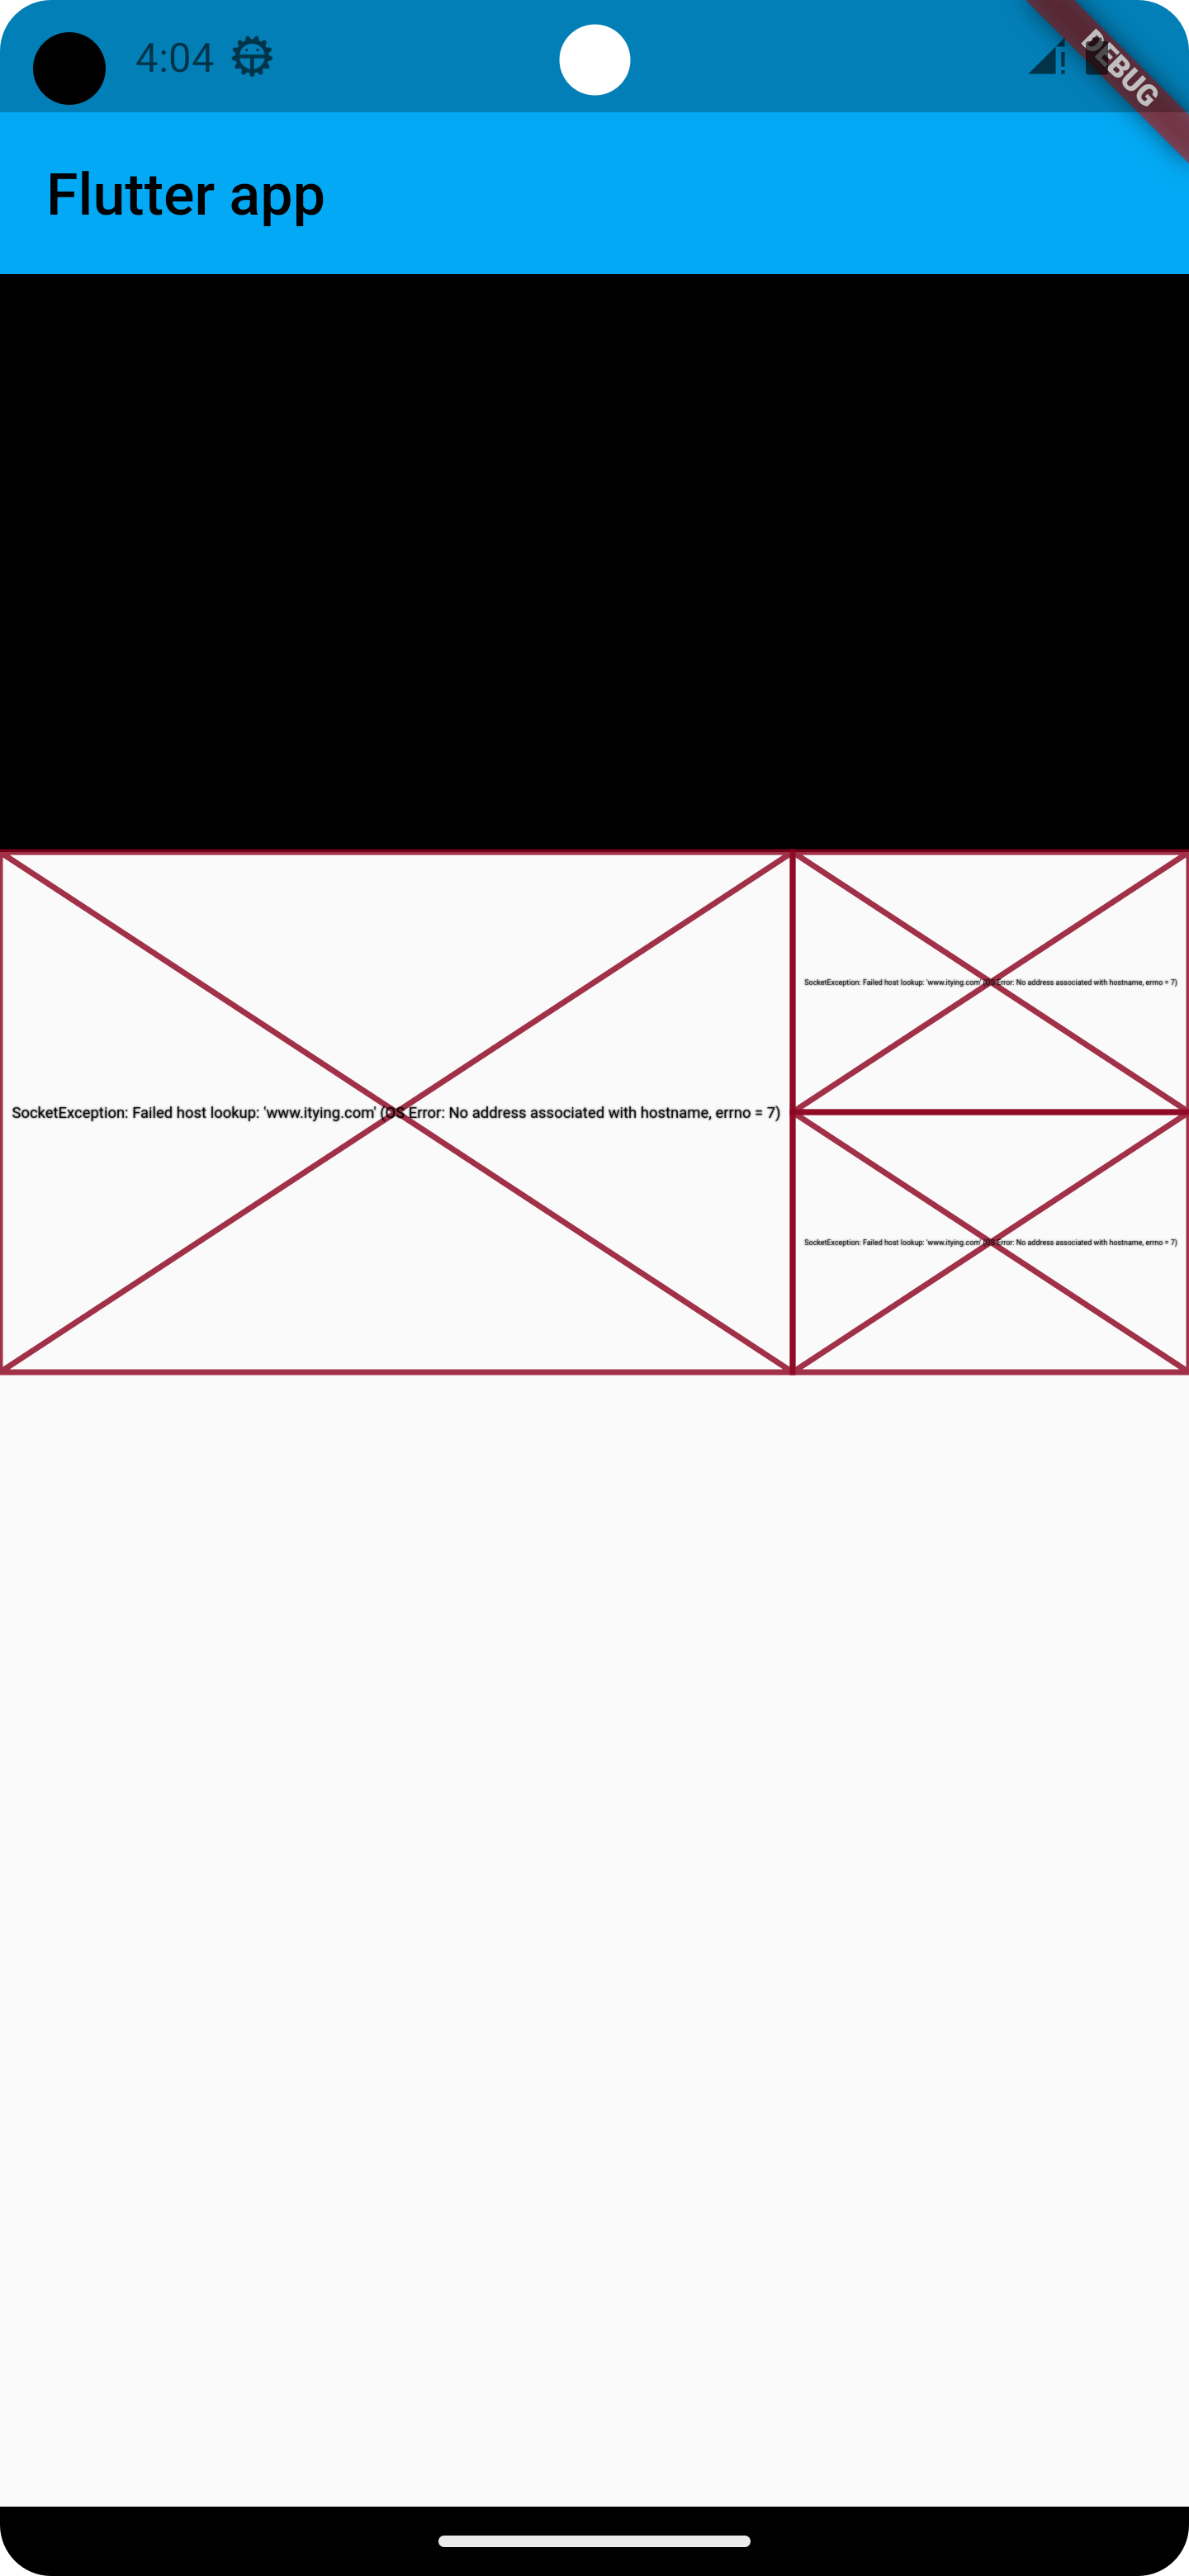 4:04
DEBUG
Flutter app
SocketException: Failed host lookup: 'www.itying.com' (OS Error: No address associated with hostname, errno = 7)
SocketException: Failed host lookup: 'www.itying.com' (OS Error: No address associated with hostname, errno = 7)
SocketException: Failed host lookup: 'www.itying.com' (OS Error: No address associated with hostname, errno = 7)